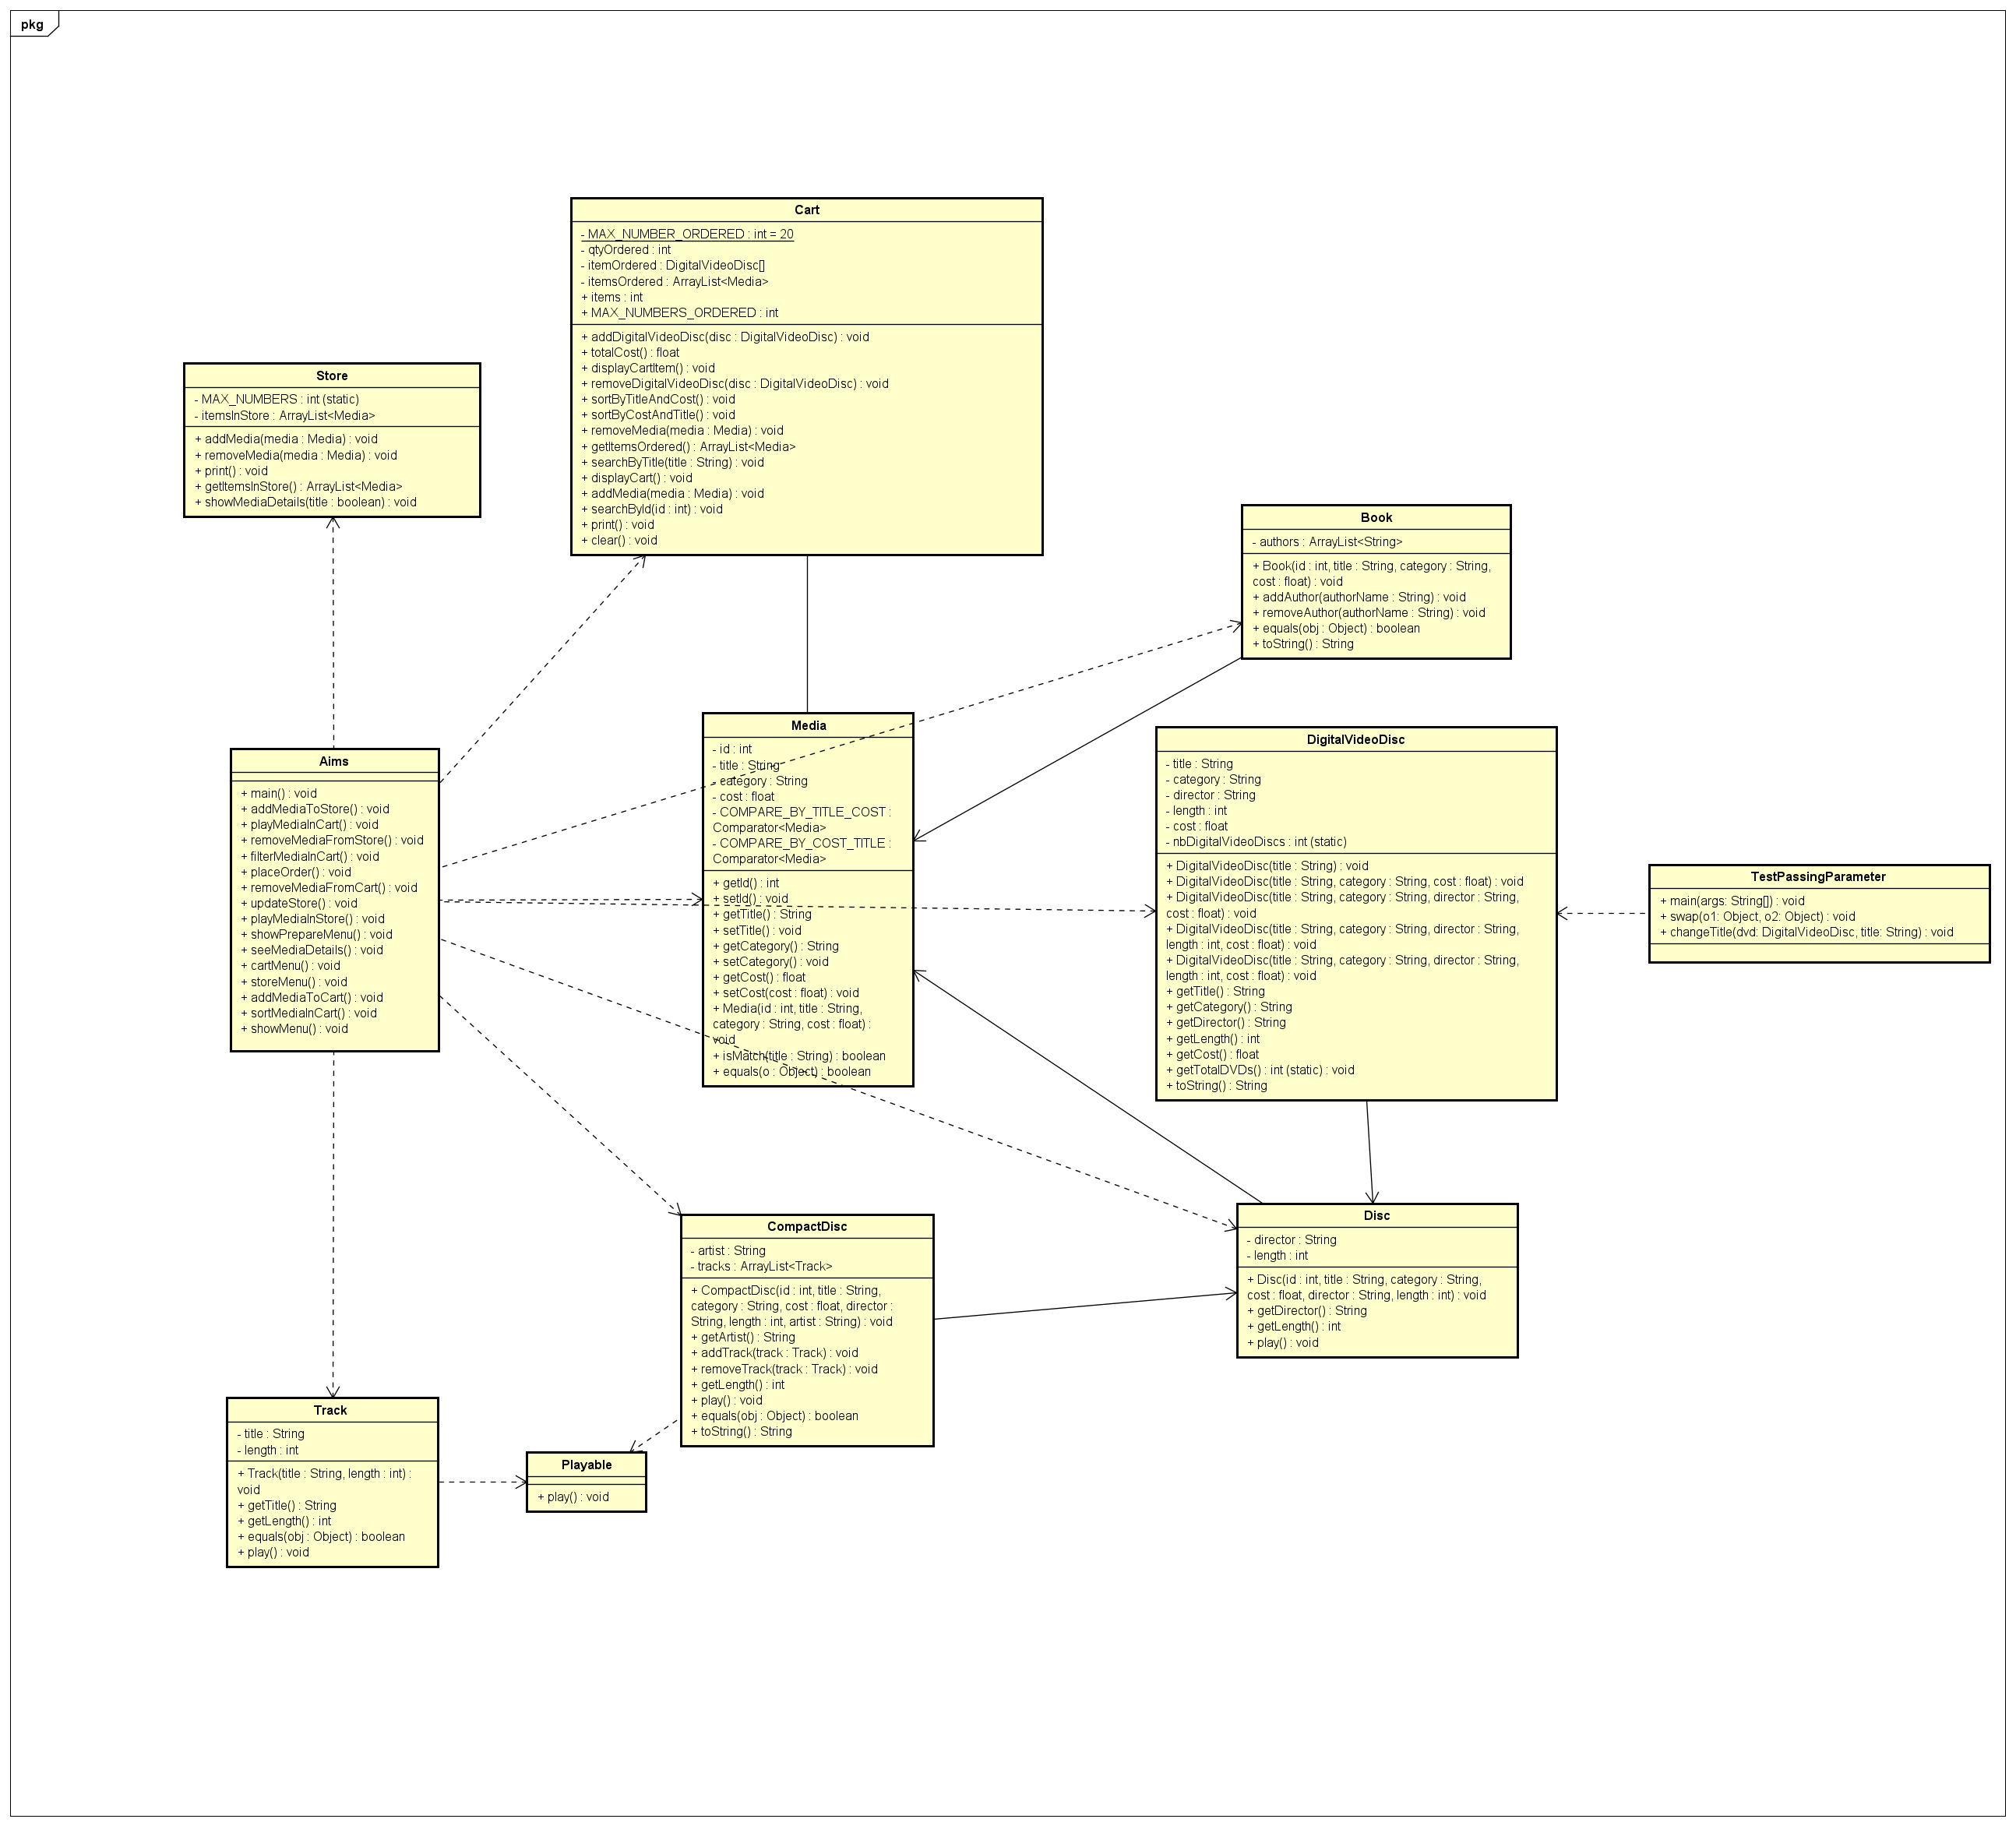 pkg
Cart
- MAX_NUMBER_ORDERED : int = 20
- qtyOrdered : int
- itemOrdered : DigitalVideoDisc[]
- itemsOrdered : ArrayList<Media>
+ items : int
+ MAX_NUMBERS_ORDERED : int
+ addDigitalVideoDisc(disc : DigitalVideoDisc) : void
+ totalCost() : float
+ displayCartItem() : void
+ removeDigitalVideoDisc(disc : DigitalVideoDisc) : void
+ sortByTitleAndCost() : void
+ sortByCostAndTitle() : void
+ removeMedia(media : Media) : void
+ getItemsOrdered() : ArrayList<Media>
+ searchByTitle(title : String) : void
+ displayCart() : void
+ addMedia(media : Media) : void
+ searchById(id : int) : void
+ print() : void
+ clear() : void
Store
- MAX_NUMBERS : int (static)
- itemsInStore : ArrayList<Media>
+ addMedia(media : Media) : void
+ removeMedia(media : Media) : void
+ print() : void
+ getItemsInStore() : ArrayList<Media>
+ showMediaDetails(title : boolean) : void
Book
- authors : ArrayList<String>
+ Book(id : int, title : String, category : String,
cost : float) : void
+ addAuthor(authorName : String) : void
+ removeAuthor(authorName : String) : void
+ equals(obj : Object) : boolean
+ toString() : String
Aims
+ main() : void
+ addMediaToStore() : void
+ playMediaInCart() : void
+ removeMediaFromStore() : void
+ filterMediaInCart() : void
+ placeOrder() : void
+ removeMediaFromCart() : void
+ updateStore() : void
+ playMediaInStore() : void
+ showPrepareMenu() : void
+ seeMediaDetails() : void
+ cartMenu() : void
+ storeMenu() : void
+ addMediaToCart() : void
+ sortMediaInCart() : void
+ showMenu() : void
Media
- id : int
- title : String
- category : String
- cost : float
- COMPARE_BY_TITLE_COST :
Comparator<Media>
- COMPARE_BY_COST_TITLE :
Comparator<Media>
+ getId() : int
+ setId() : void
+ getTitle() : String
+ setTitle() : void
+ getCategory() : String
+ setCategory() : void
+ getCost() : float
+ setCost(cost : float) : void
+ Media(id : int, title : String,
category : String, cost : float) :
void
+ isMatch(title : String) : boolean
+ equals(o : Object) : boolean
DigitalVideoDisc
- title : String
- category : String
- director : String
- length : int
- cost : float
- nbDigitalVideoDiscs : int (static)
+ DigitalVideoDisc(title : String) : void
+ DigitalVideoDisc(title : String, category : String, cost : float) : void
+ DigitalVideoDisc(title : String, category : String, director : String,
cost : float) : void
+ DigitalVideoDisc(title : String, category : String, director : String,
length : int, cost : float) : void
+ DigitalVideoDisc(title : String, category : String, director : String,
length : int, cost : float) : void
+ getTitle() : String
+ getCategory() : String
+ getDirector() : String
+ getLength() : int
+ getCost() : float
+ getTotalDVDs() : int (static) : void
+ toString() : String
TestPassingParameter
+ main(args: String[]) : void
+ swap(o1: Object, o2: Object) : void
+ changeTitle(dvd: DigitalVideoDisc, title: String) : void
CompactDisc
- artist : String
- tracks : ArrayList<Track>
+ CompactDisc(id : int, title : String,
category : String, cost : float, director :
String, length : int, artist : String) : void
+ getArtist() : String
+ addTrack(track : Track) : void
+ removeTrack(track : Track) : void
+ getLength() : int
+ play() : void
+ equals(obj : Object) : boolean
+ toString() : String
Disc
- director : String
- length : int
+ Disc(id : int, title : String, category : String,
cost : float, director : String, length : int) : void
+ getDirector() : String
+ getLength() : int
+ play() : void
Track
- title : String
- length : int
+ Track(title : String, length : int) :
void
+ getTitle() : String
+ getLength() : int
+ equals(obj : Object) : boolean
+ play() : void
Playable
+ play() : void